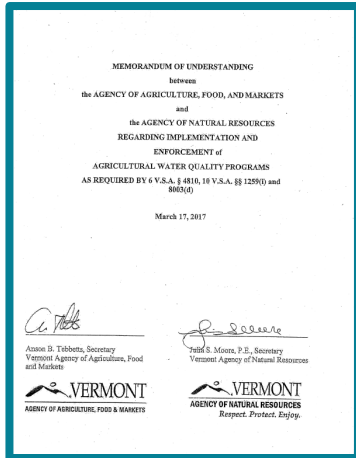 MEMORANDUM OF UNDERSTANDING
between
the AGENCY OF AGRICULTURE, FOOD, AND MARKETS
and
the AGENCY OF NATURAL RESOURCES
REGARDING IMPLEMENTATION AND
ENFORCEMENT of
AGRICULTURAL WATER QUALITY PROGRAMS
AS REQUIRED BY 6 V.S.A. § 4810, 10 V.S.A. §§ 1259(i) and
8003(d)
March 17, 2017
Anson B. Tebbetts, Secretary
Vermont Agency of Agriculture, Food
and Markets
VERMONT
AGENCY OF AGRICULTURE, FOOD & MARKETS
Julia S. Moore, P.E., Secretary
Vermont Agency of Natural Resources
VERMONT
AGENCY OF NATURAL RESOURCES
Respect. Protect. Enjoy.